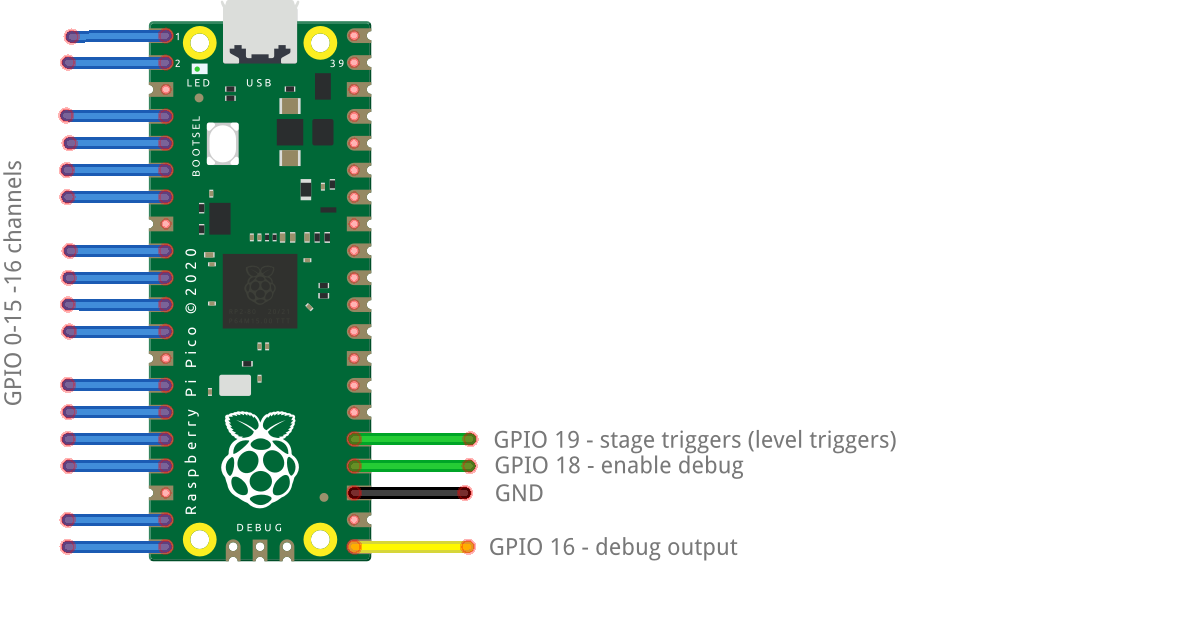 1
2
39
LED
USB
BOOTSEL
Raspberry Pi Pico ©2020
DEBUG
GPIO 0-15 -16 channels
GPIO 19 - stage triggers (level triggers)
GPIO 18 - enable debug
GND
GPIO 16 - debug output